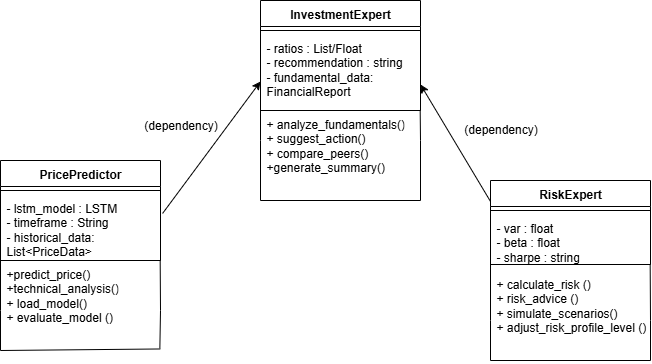 InvestmentExpert
- ratios : List/Float
- recommendation : string
- fundamental_data:
FinancialReport
+ analyze_fundamentals()
+ suggest_action()
+ compare_peers()
+generate_summary()
(dependency)
(dependency)
PricePredictor
- lstm_model : LSTM
- timeframe : String
- historical_data:
List<PriceData>
+predict_price()
+technical_analysis()
+ load_model()
+ evaluate_model ()
RiskExpert
- var : float
- beta : float
- sharpe : string
+ calculate_risk ()
+ risk_advice ()
+ simulate_scenarios()
+ adjust_risk_profile_level ()